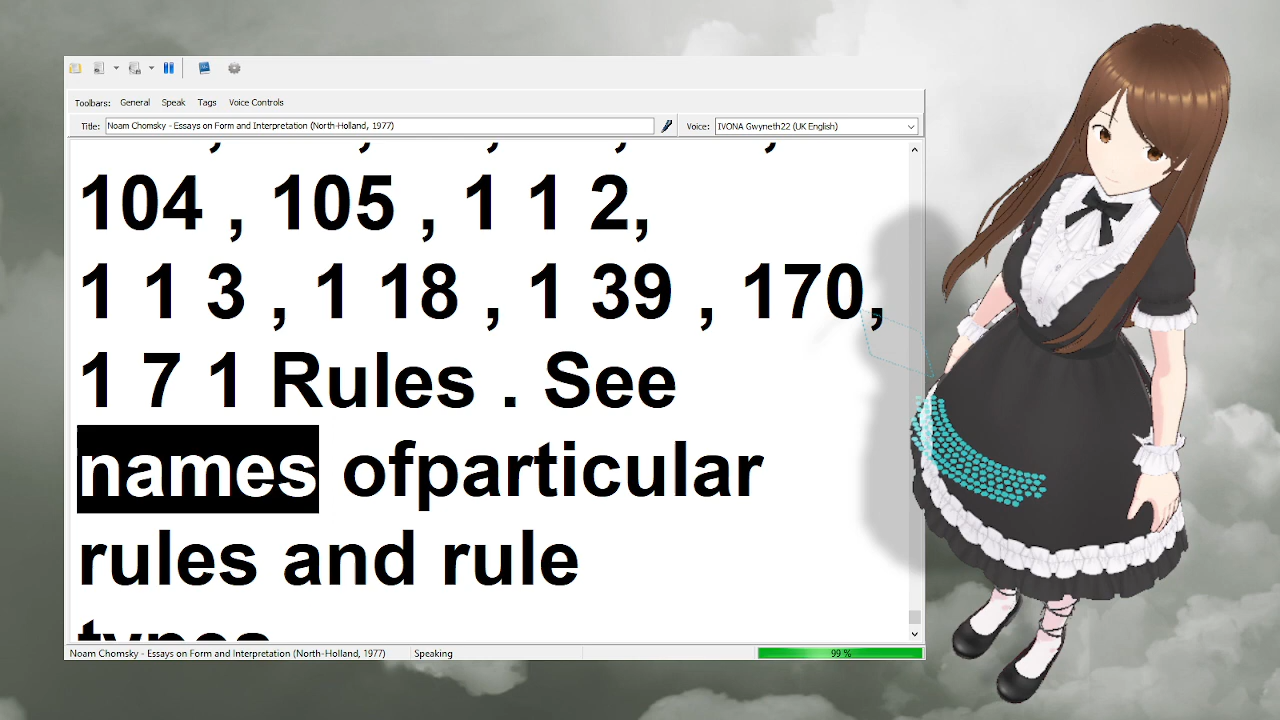 Toolbars: General Speak Tags Voice Controls
Title: Noam Chomsky - Essays on Form and Interpretation (North-Holland, 1977) Voice: IVONA Gwyneth22 (UK English)
104 , 105 , 1 1 2,
1 1 3 , 1 18 , 1 39 , 170,
1 7 1 Rules . See
names ofparticular
rules and rule
types
Noam Chomsky - Essays on Form and Interpretation (North-Holland, 1977) Speaking 99 %